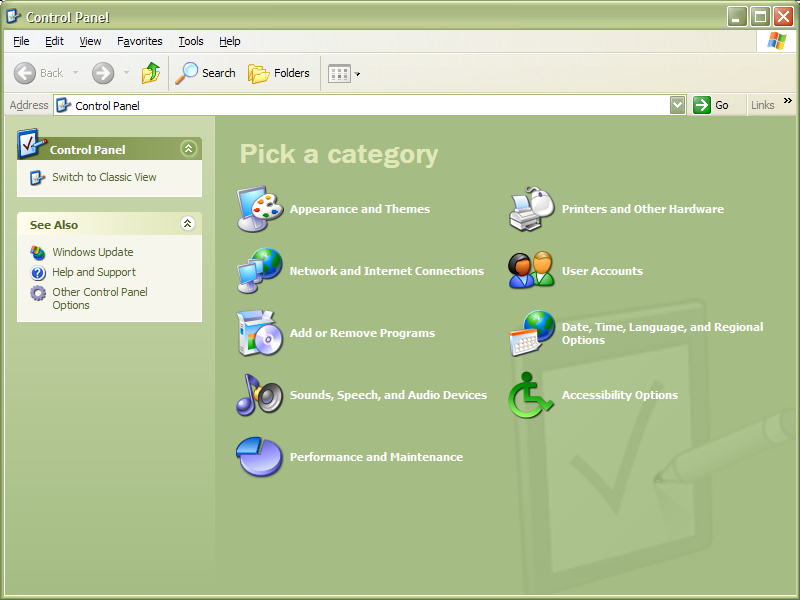 Control Panel
File Edit View Favorites Tools Help
Back Search Folders
Address Control Panel Go Links »
Control Panel
Switch to Classic View
See Also
Windows Update
Help and Support
Other Control Panel
Options
Pick a category
Appearance and Themes
Printers and Other Hardware
Network and Internet Connections
User Accounts
Add or Remove Programs
Date, Time, Language, and Regional
Options
Sounds, Speech, and Audio Devices
Accessibility Options
Performance and Maintenance